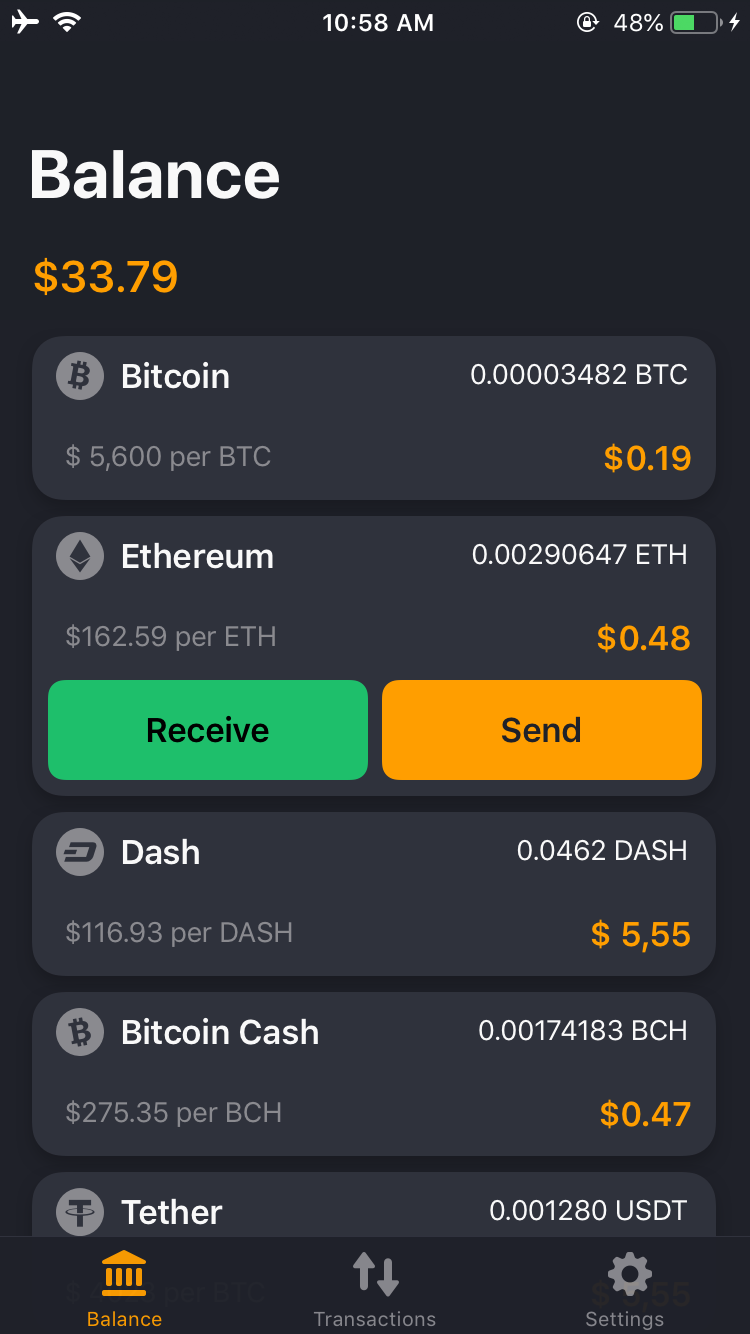 10:58 AM 48%
Balance
$33.79
Bitcoin 0.00003482 BTC
$ 5,600 per BTC $0.19
Ethereum 0.00290647 ETH
$162.59 per ETH $0.48
Receive Send
Dash 0.0462 DASH
$116.93 per DASH $ 5,55
Bitcoin Cash 0.00174183 BCH
$275.35 per BCH $0.47
Tether 0.001280 USDT
per BTC
Balance Transactions Settings